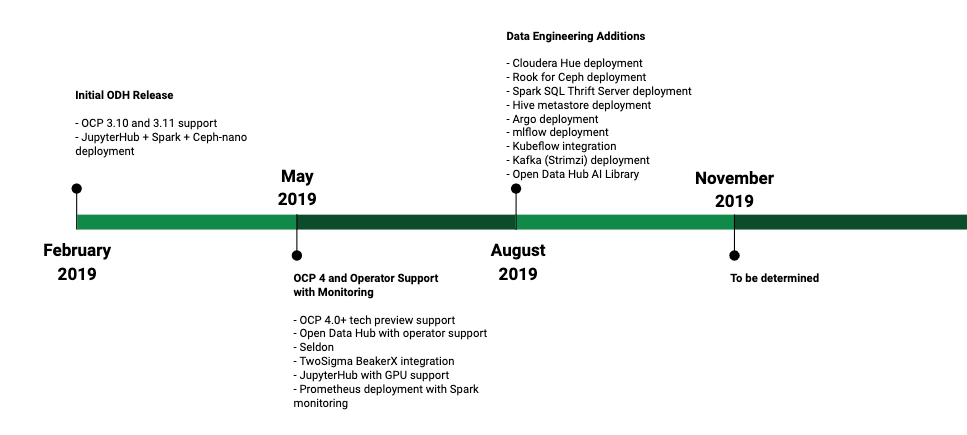 Initial ODH Release
- OCP 3.10 and 3.11 support
- JupyterHub + Spark + Ceph-nano
deployment
February
2019
May
2019
OCP 4 and Operator Support
with Monitoring
- OCP 4.0+ tech preview support
- Open Data Hub with operator support
- Seldon
- TwoSigma BeakerX integration
- JupyterHub with GPU support
- Prometheus deployment with Spark
monitoring
Data Engineering Additions
- Cloudera Hue deployment
- Rook for Ceph deployment
- Spark SQL Thrift Server deployment
- Hive metastore deployment
- Argo deployment
- mlflow deployment
- Kubeflow integration
- Kafka (Strimzi) deployment
- Open Data Hub AI Library
August
2019
November
2019
To be determined